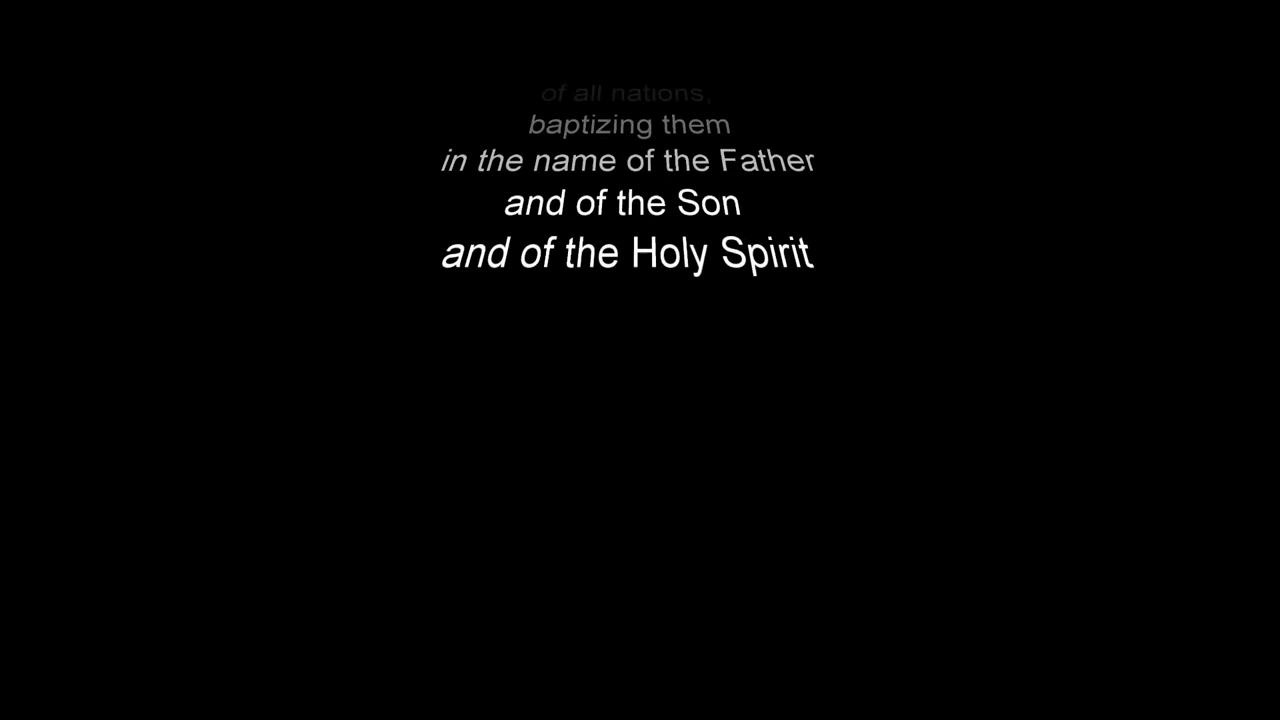 of all nations,
baptizing them
in the name of the Father
and of the Son
and of the Holy Spirit